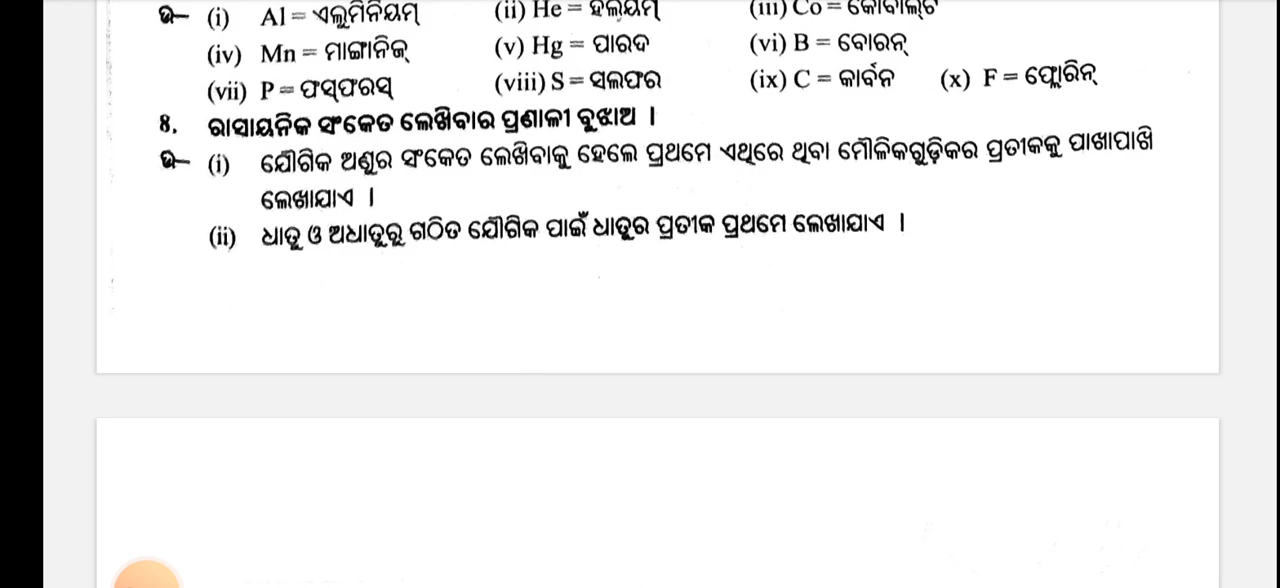 ଉ— (i) Al = ଏଲୁମିନିୟମ୍ (ii) He = ହିଲିୟମ୍ (iii) Co = କୋବାଲ୍ଟ
(iv) Mn = ମାଙ୍ଗାନିଜ୍ (v) Hg = ପାରଦ (vi) B = ବୋରନ୍
(vii) P = ଫସ୍‌ଫରସ୍ (viii) S = ସଲଫର (ix) C = କାର୍ବନ (x) F = ଫ୍ଲୋରିନ୍
8. ରାସାୟନିକ ସଂକେତ ଲେଖିବାର ପ୍ରଣାଳୀ ବୁଝାଅ ।
ଉ— (i) ଯୌଗିକ ଅଣୁର ସଂକେତ ଲେଖିବାକୁ ହେଲେ ପ୍ରଥମେ ଏଥିରେ ଥିବା ମୌଳିକଗୁଡ଼ିକର ପ୍ରତୀକକୁ ପାଖାପାଖି
ଲେଖାଯାଏ ।
(ii) ଧାତୁ ଓ ଅଧାତୁରୁ ଗଠିତ ଯୌଗିକ ପାଇଁ ଧାତୁର ପ୍ରତୀକ ପ୍ରଥମେ ଲେଖାଯାଏ ।